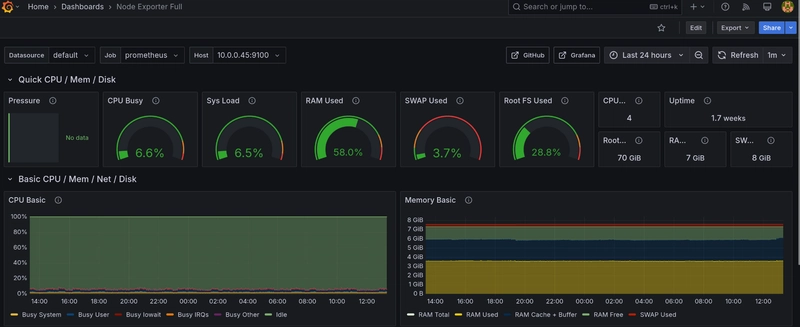 Home > Dashboards > Node Exporter Full
Search or jump to... ctrl+k
Edit Export Share
Datasource default Job prometheus Host 10.0.0.45:9100 GitHub Grafana Last 24 hours Refresh 1m
Quick CPU / Mem / Disk
Pressure CPU Busy Sys Load RAM Used SWAP Used Root FS Used CPU... Uptime
4 1.7 weeks
No data
6.6% 6.5% 58.0% 3.7% 28.8%
Root... RA... SW...
70 GiB 7 GiB 8 GiB
Basic CPU / Mem / Net / Disk
CPU Basic
100%
80%
60%
40%
20%
0%
14:00 16:00 18:00 20:00 22:00 00:00 02:00 04:00 06:00 08:00 10:00 12:00
Busy System Busy User Busy Iowait Busy IRQs Busy Other Idle
Memory Basic
8 GiB
7 GiB
6 GiB
5 GiB
4 GiB
3 GiB
2 GiB
1 GiB
0 B
14:00 16:00 18:00 20:00 22:00 00:00 02:00 04:00 06:00 08:00 10:00 12:00
RAM Total RAM Used RAM Cache + Buffer RAM Free SWAP Used